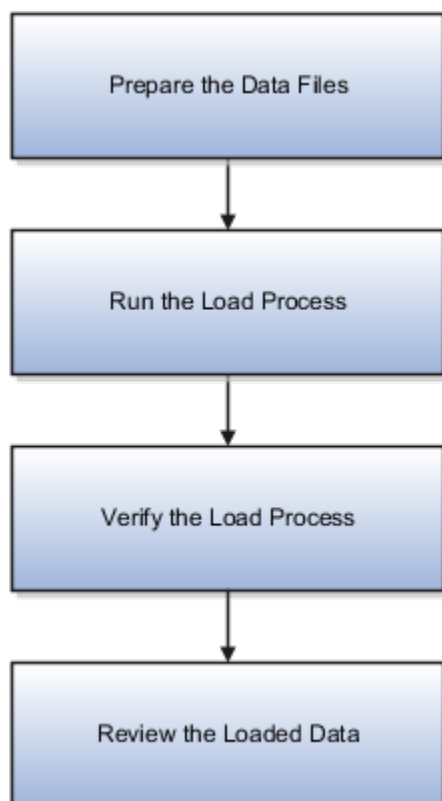 Prepare the Data Files
Run the Load Process
Verify the Load Process
Review the Loaded Data